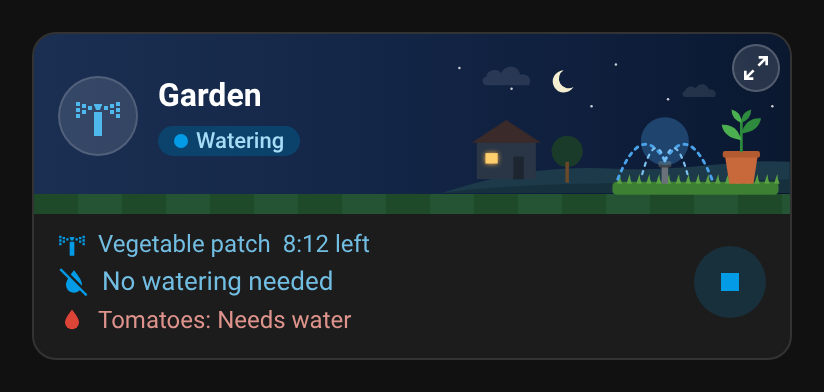 Garden
Watering
Vegetable patch 8:12 left
No watering needed
Tomatoes: Needs water